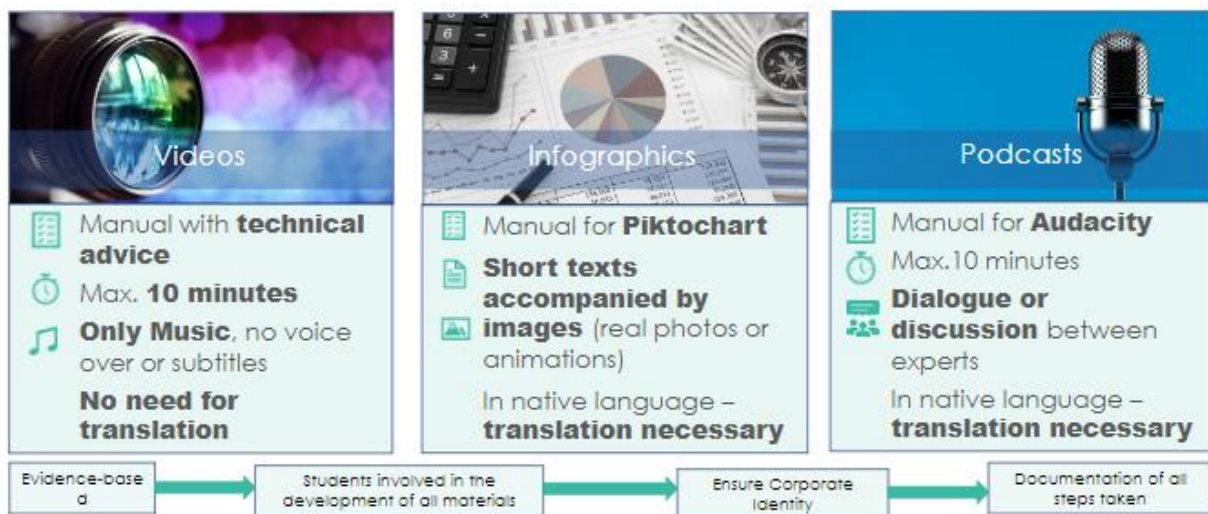 Videos
Manual with technical
advice
Max. 10 minutes
Only Music, no voice
over or subtitles
No need for
translation
Infographics
Manual for Piktochart
Short texts
accompanied by
images (real photos or
animations)
In native language –
translation necessary
Podcasts
Manual for Audacity
Max.10 minutes
Dialogue or
discussion between
experts
In native language –
translation necessary
Evidence-base
d
Students involved in the
development of all materials
Ensure Corporate
Identity
Documentation of all
steps taken